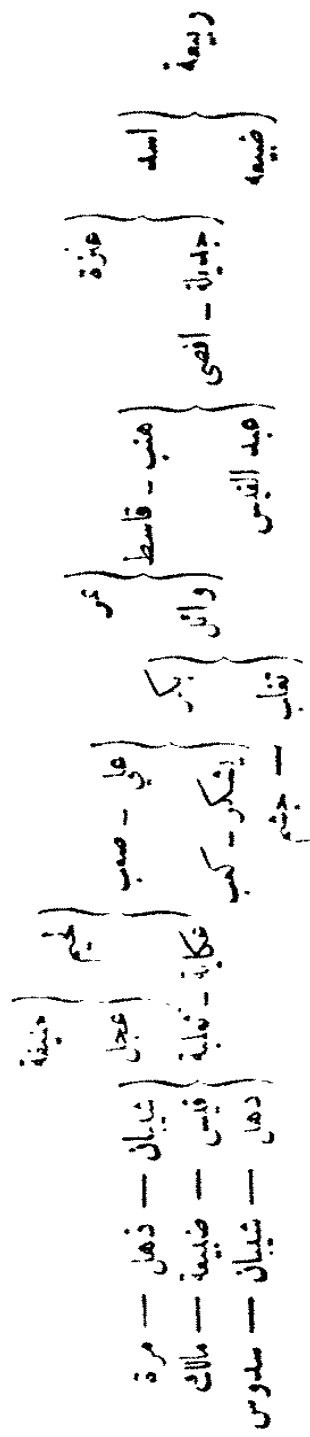 ربيعة
اسد
ضبيعه
عنزة
جديلة - افصى
هنب - قاسط
عبد القيس
نمر
وائل
بكر
تغلب — جشم
علي - صعب
يشكر - كعب
لجيم
عكابة - ثعلبة
حنيفة
عجل
شيبان — ذهل — مرة
قيس — ضبيعة — مالك
ذهل — شيبان — سدوس